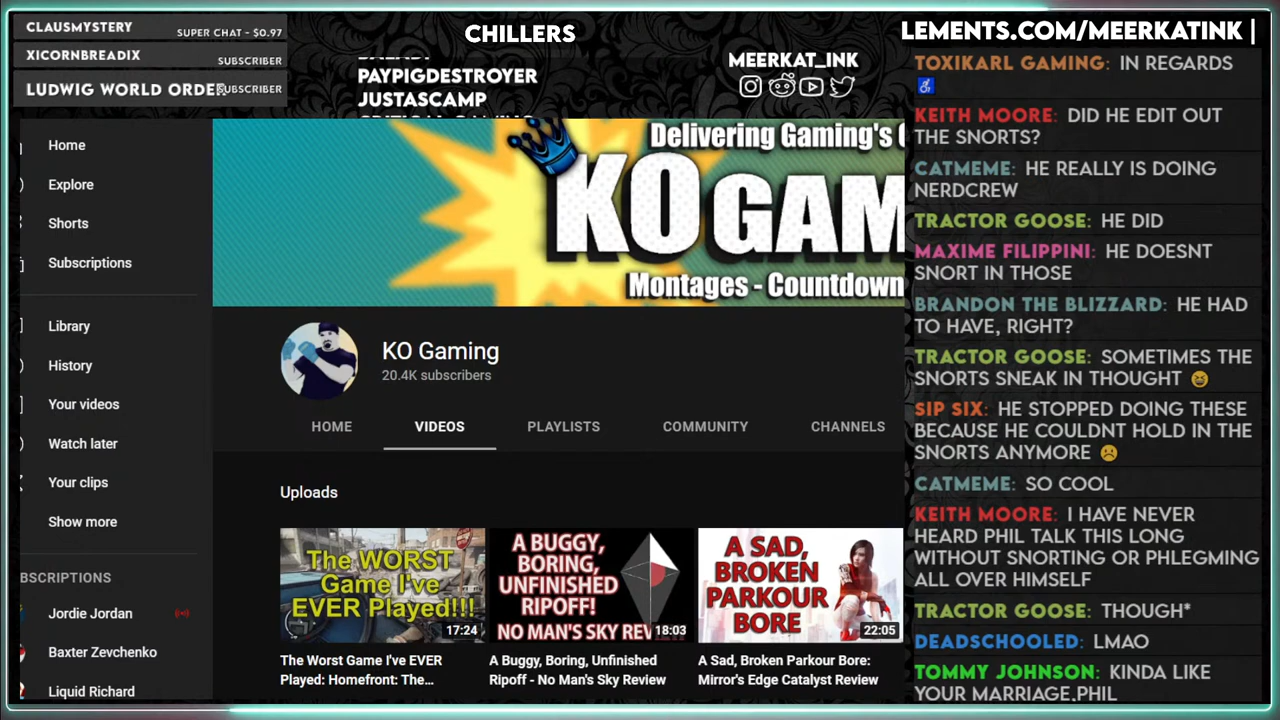 CLAUSMYSTERY
SUPER CHAT - $0.97
XICORNBREADIX
SUBSCRIBER
LUDWIG WORLD ORDER
SUBSCRIBER
CHILLERS
PAYPIGDESTROYER
JUSTASCAMP
MEERKAT_INK
LEMENTS.COM/MEERKATINK |
Home
Explore
Shorts
Subscriptions
Library
History
Your videos
Watch later
Your clips
Show more
BSCRIPTIONS
Jordie Jordan
Baxter Zevchenko
Liquid Richard
Delivering Gaming's
KO GAM
Montages - Countdown
KO Gaming
20.4K subscribers
HOME
VIDEOS
PLAYLISTS
COMMUNITY
CHANNELS
Uploads
The WORST
Game I've
EVER Played!!!
17:24
The Worst Game I've EVER
Played: Homefront: The...
A BUGGY,
BORING,
UNFINISHED
RIPOFF!
NO MAN'S SKY REV
18:03
A Buggy, Boring, Unfinished
Ripoff - No Man's Sky Review
A SAD,
BROKEN
PARKOUR
BORE
22:05
A Sad, Broken Parkour Bore:
Mirror's Edge Catalyst Review
TOXIKARL GAMING: IN REGARDS
♿
KEITH MOORE: DID HE EDIT OUT
THE SNORTS?
CATMEME: HE REALLY IS DOING
NERDCREW
TRACTOR GOOSE: HE DID
MAXIME FILIPPINI: HE DOESNT
SNORT IN THOSE
BRANDON THE BLIZZARD: HE HAD
TO HAVE, RIGHT?
TRACTOR GOOSE: SOMETIMES THE
SNORTS SNEAK IN THOUGHT 😆
SIP SIX: HE STOPPED DOING THESE
BECAUSE HE COULDNT HOLD IN THE
SNORTS ANYMORE ☹️
CATMEME: SO COOL
KEITH MOORE: I HAVE NEVER
HEARD PHIL TALK THIS LONG
WITHOUT SNORTING OR PHLEGMING
ALL OVER HIMSELF
TRACTOR GOOSE: THOUGH*
DEADSCHOOLED: LMAO
TOMMY JOHNSON: KINDA LIKE
YOUR MARRIAGE,PHIL